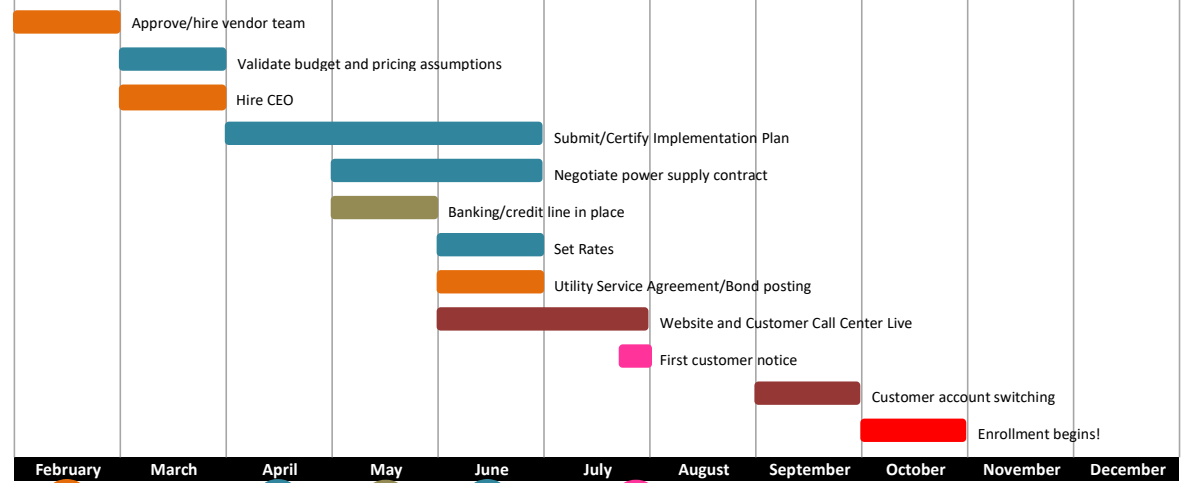 Approve/hire vendor team
Validate budget and pricing assumptions
Hire CEO
Submit/Certify Implementation Plan
Negotiate power supply contract
Banking/credit line in place
Set Rates
Utility Service Agreement/Bond posting
Website and Customer Call Center Live
First customer notice
Customer account switching
Enrollment begins!
February March April May June July August September October November December